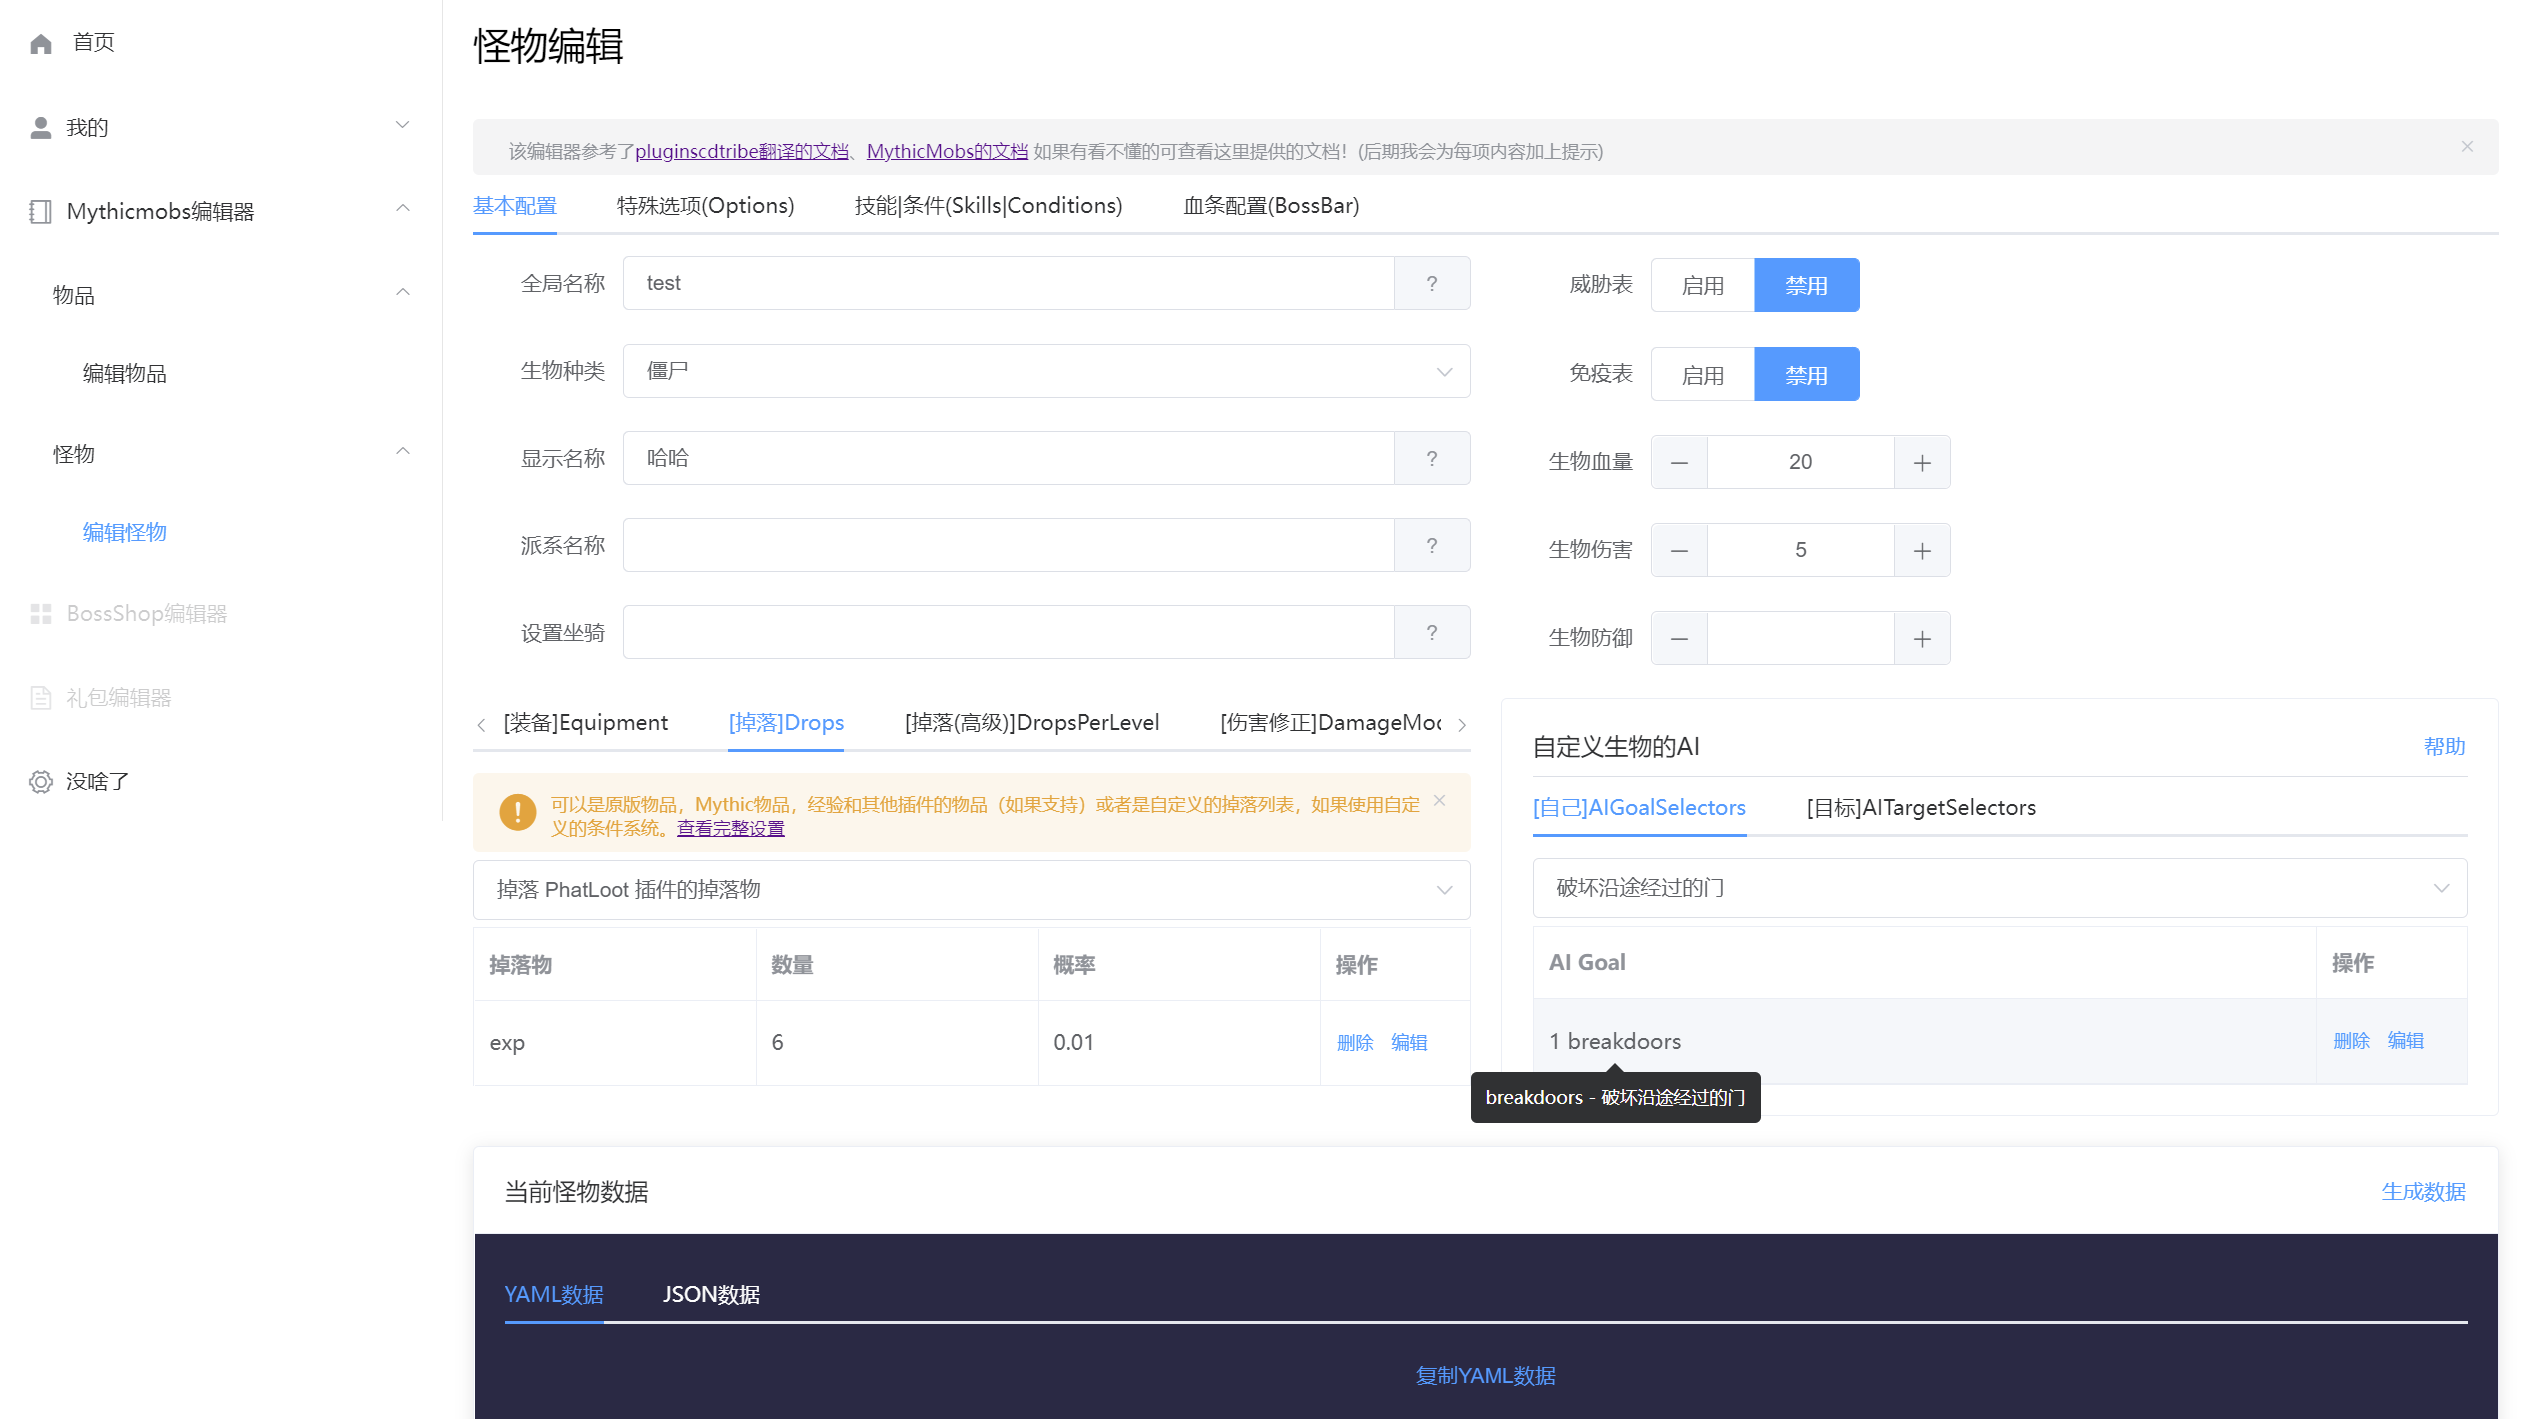 首页
我的
Mythicmobs编辑器
物品
编辑物品
怪物
编辑怪物
BossShop编辑器
礼包编辑器
没啥了
怪物编辑
该编辑器参考了pluginscdtribe翻译的文档、MythicMobs的文档 如果有看不懂的可查看这里提供的文档！(后期我会为每项内容加上提示)
基本配置 特殊选项(Options) 技能|条件(Skills|Conditions) 血条配置(BossBar)
全局名称 test ?
生物种类 僵尸
显示名称 哈哈 ?
派系名称 ?
设置坐骑 ?
威胁表 启用 禁用
免疫表 启用 禁用
生物血量 — 20 +
生物伤害 — 5 +
生物防御 — +
[装备]Equipment [掉落]Drops [掉落(高级)]DropsPerLevel [伤害修正]DamageMo
可以是原版物品，Mythic物品，经验和其他插件的物品（如果支持）或者是自定义的掉落列表，如果使用自定
义的条件系统。查看完整设置
掉落 PhatLoot 插件的掉落物
掉落物 数量 概率 操作
exp 6 0.01 删除 编辑
自定义生物的AI 帮助
[自己]AIGoalSelectors [目标]AITargetSelectors
破坏沿途经过的门
AI Goal 操作
1 breakdoors 删除 编辑
breakdoors - 破坏沿途经过的门
当前怪物数据 生成数据
YAML数据 JSON数据
复制YAML数据